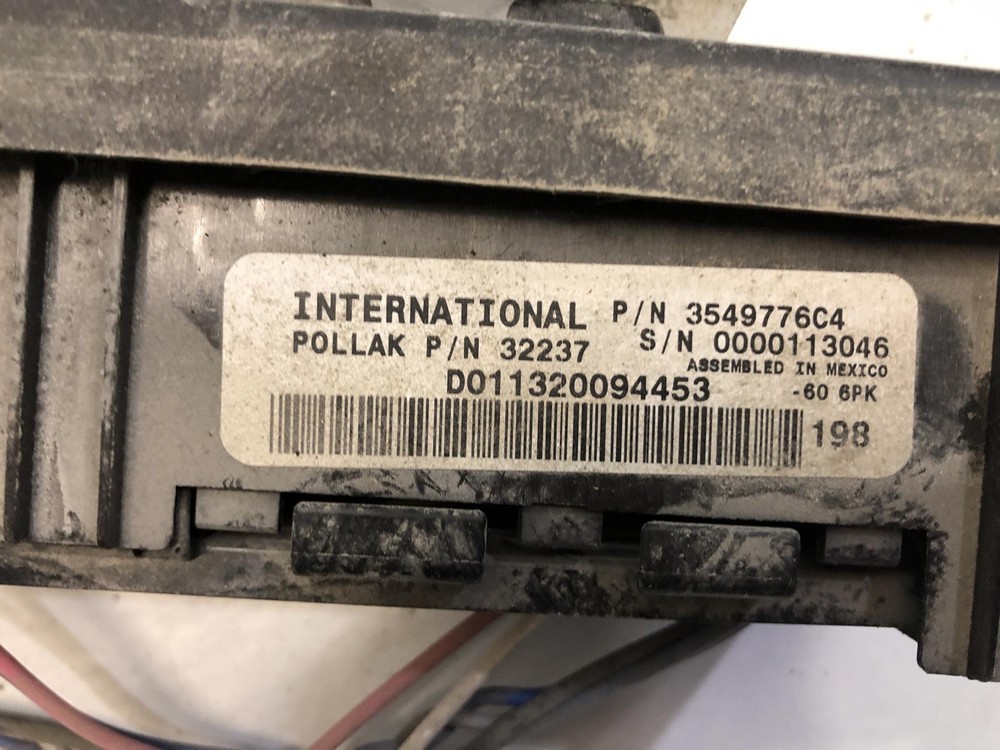 INTERNATIONAL P/N 3549776C4
POLLAK P/N 32237 S/N 0000113046
ASSEMBLED IN MEXICO
D011320094453 -60 6PK
198